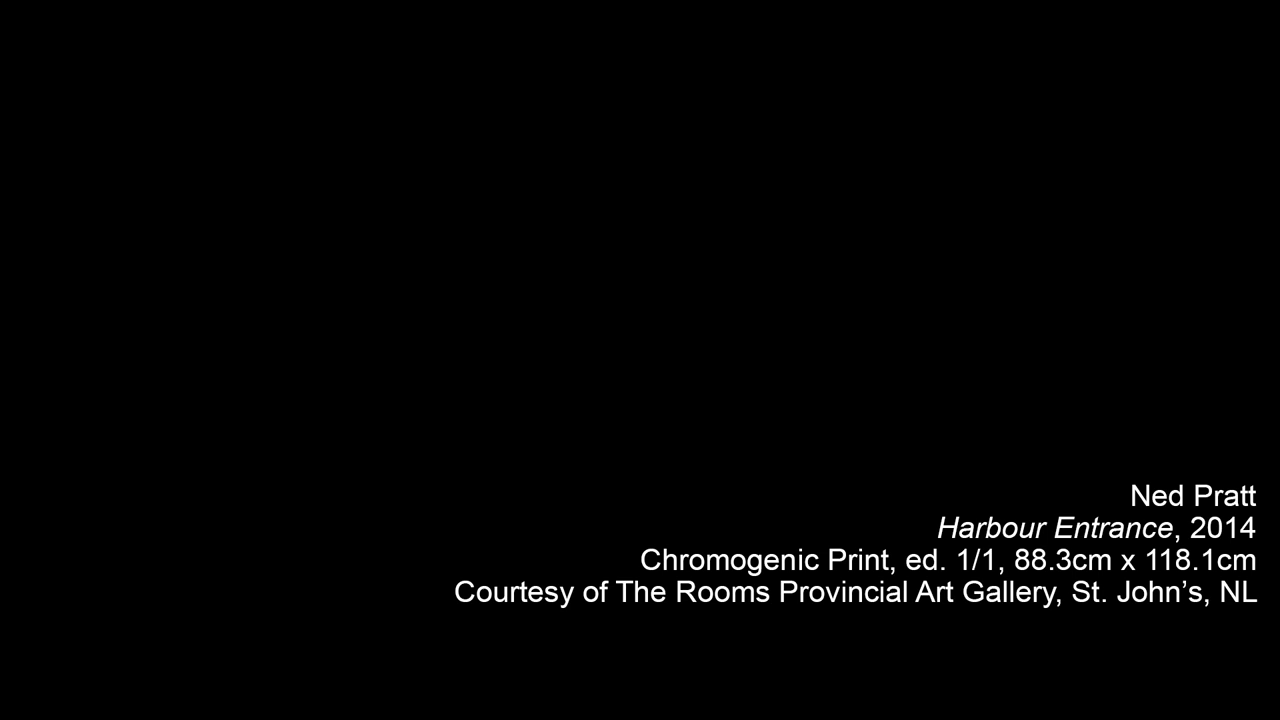 Ned Pratt
Harbour Entrance, 2014
Chromogenic Print, ed. 1/1, 88.3cm x 118.1cm
Courtesy of The Rooms Provincial Art Gallery, St. John’s, NL